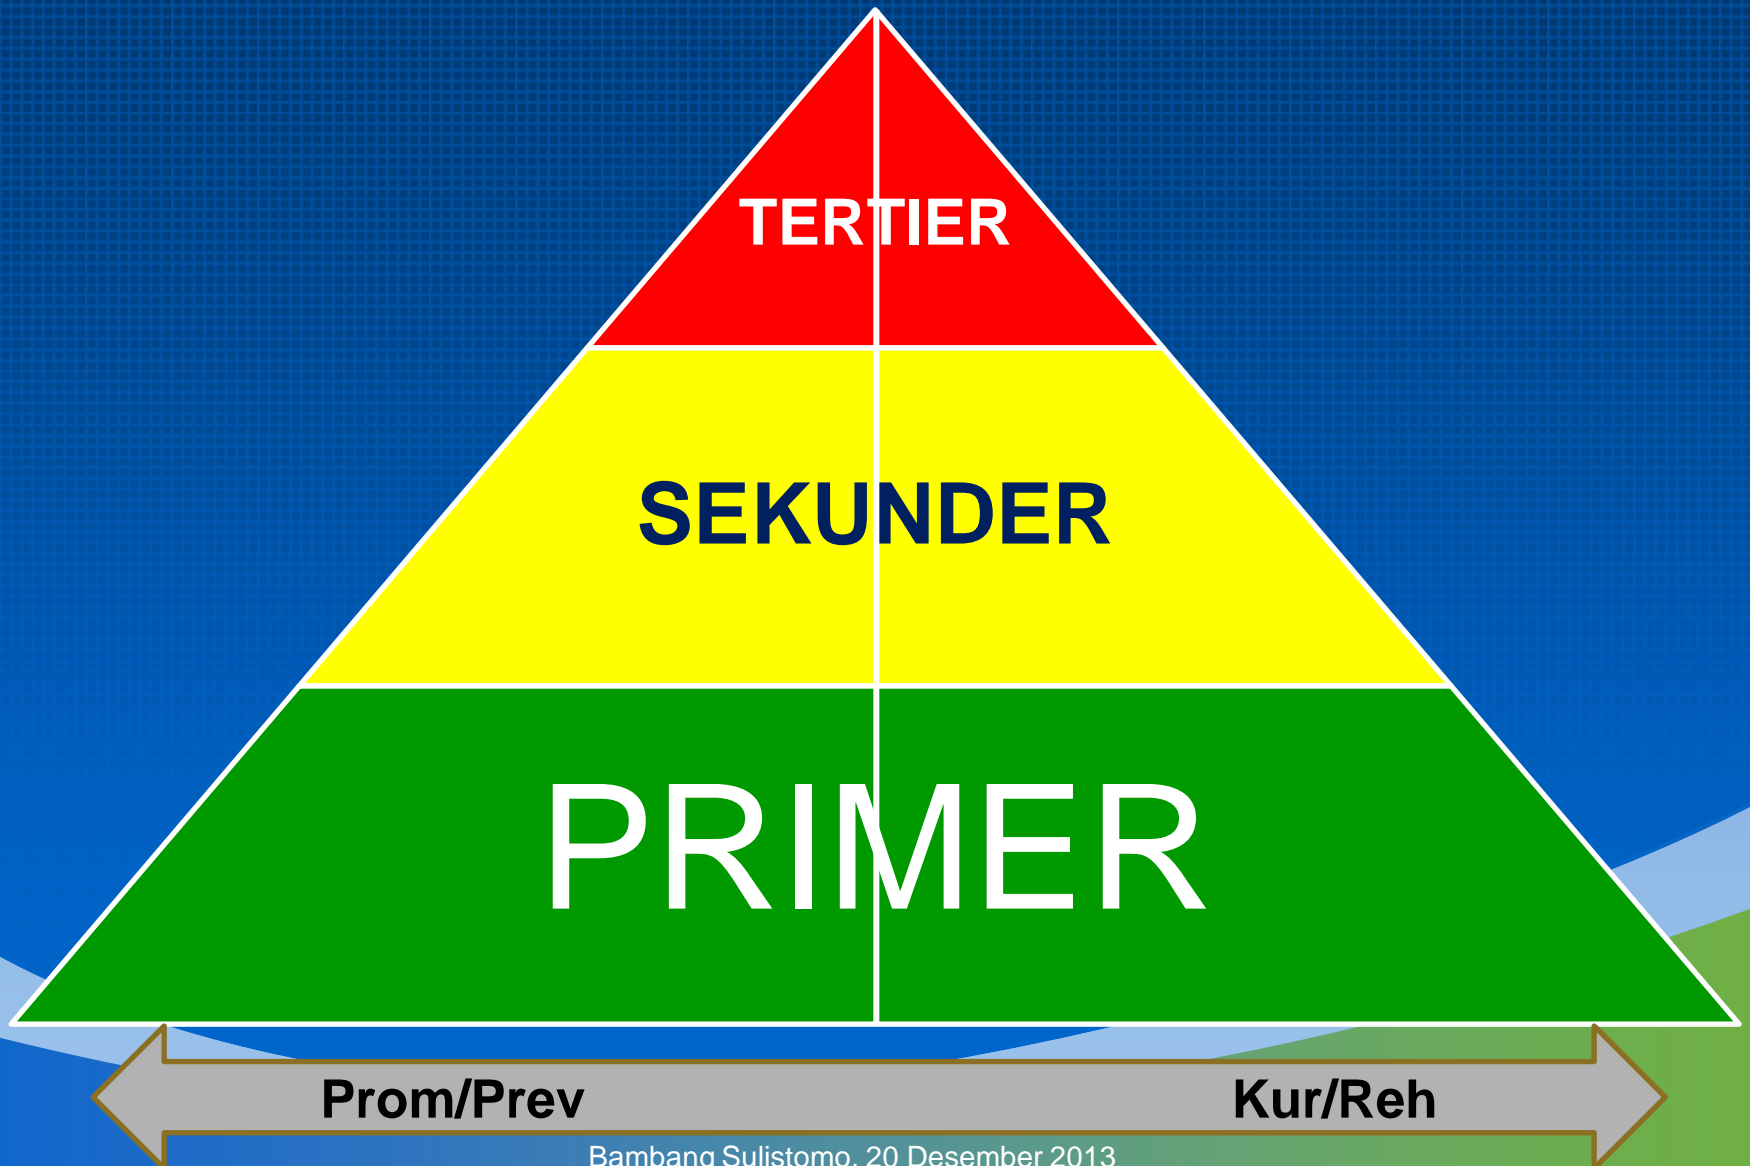 TERTIER
SEKUNDER
PRIMER
Prom/Prev
Kur/Reh
Bambang Sulistomo, 20 Desember 2013